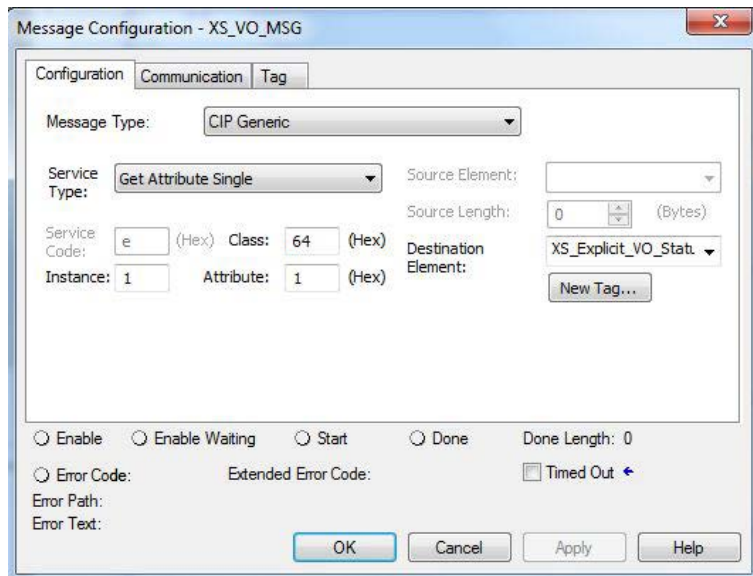 Message Configuration - XS_VO_MSG
Configuration Communication Tag
Message Type: CIP Generic
Service Type: Get Attribute Single
Source Element:
Source Length: 0 (Bytes)
Service Code: e (Hex) Class: 64 (Hex)
Destination Element: XS_Explicit_VO_Statu
Instance: 1 Attribute: 1 (Hex)
New Tag...
Enable Enable Waiting Start Done Done Length: 0
Error Code: Extended Error Code: Timed Out
Error Path:
Error Text:
OK Cancel Apply Help